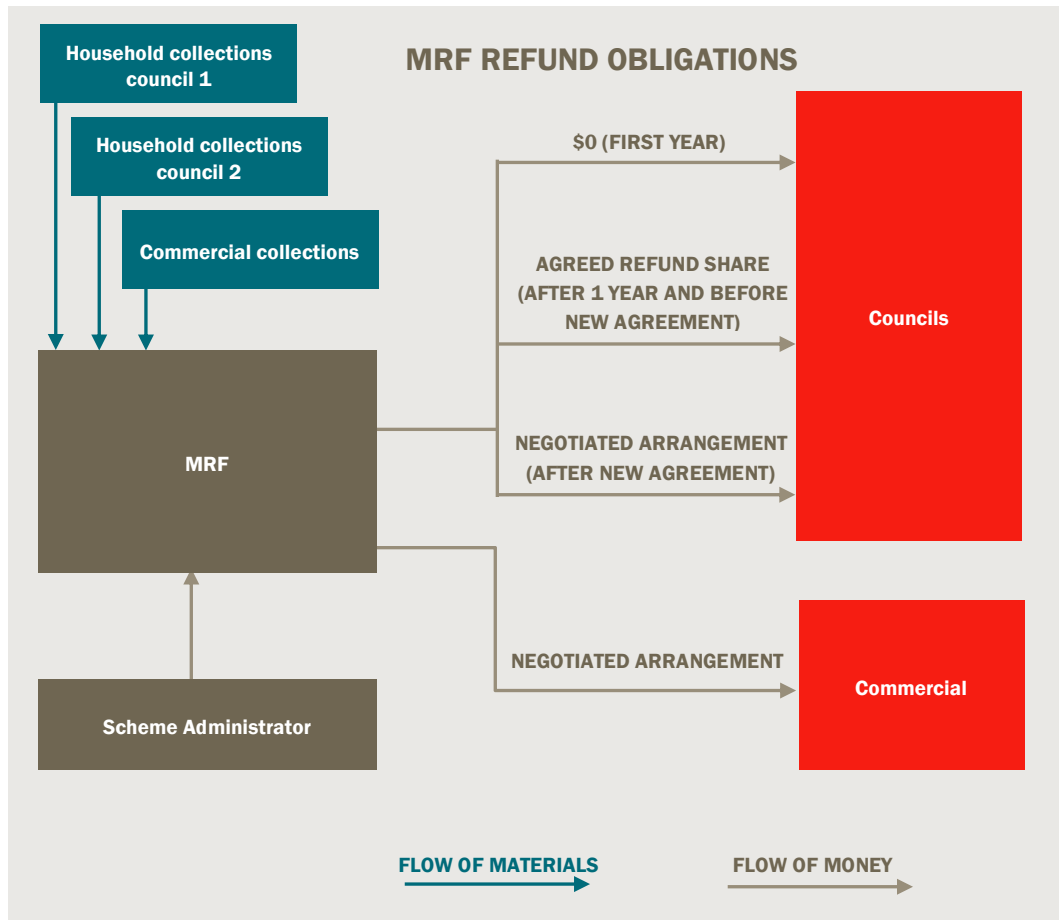 MRF REFUND OBLIGATIONS
Household collections
council 1
Household collections
council 2
Commercial collections
$0 (FIRST YEAR)
AGREED REFUND SHARE
(AFTER 1 YEAR AND BEFORE
NEW AGREEMENT)
Councils
MRF
NEGOTIATED ARRANGEMENT
(AFTER NEW AGREEMENT)
NEGOTIATED ARRANGEMENT
Commercial
Scheme Administrator
FLOW OF MATERIALS
FLOW OF MONEY